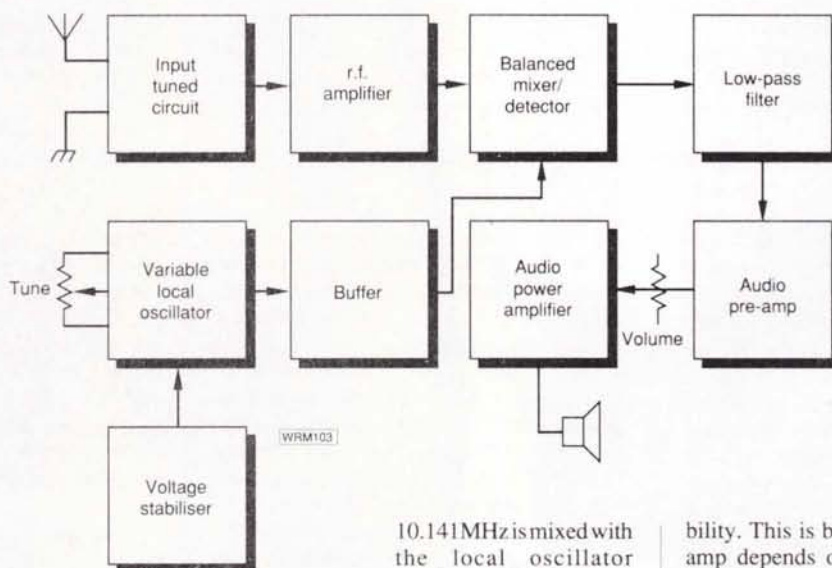 Input
tuned
circuit
r.f.
amplifier
Balanced
mixer/
detector
Low-pass
filter
Tune
Variable
local
oscillator
Buffer
Audio
power
amplifier
Volume
Audio
pre-amp
WRM103
Voltage
stabiliser
10.141MHz is mixed with
the local oscillator
bility. This is b
amp depends o